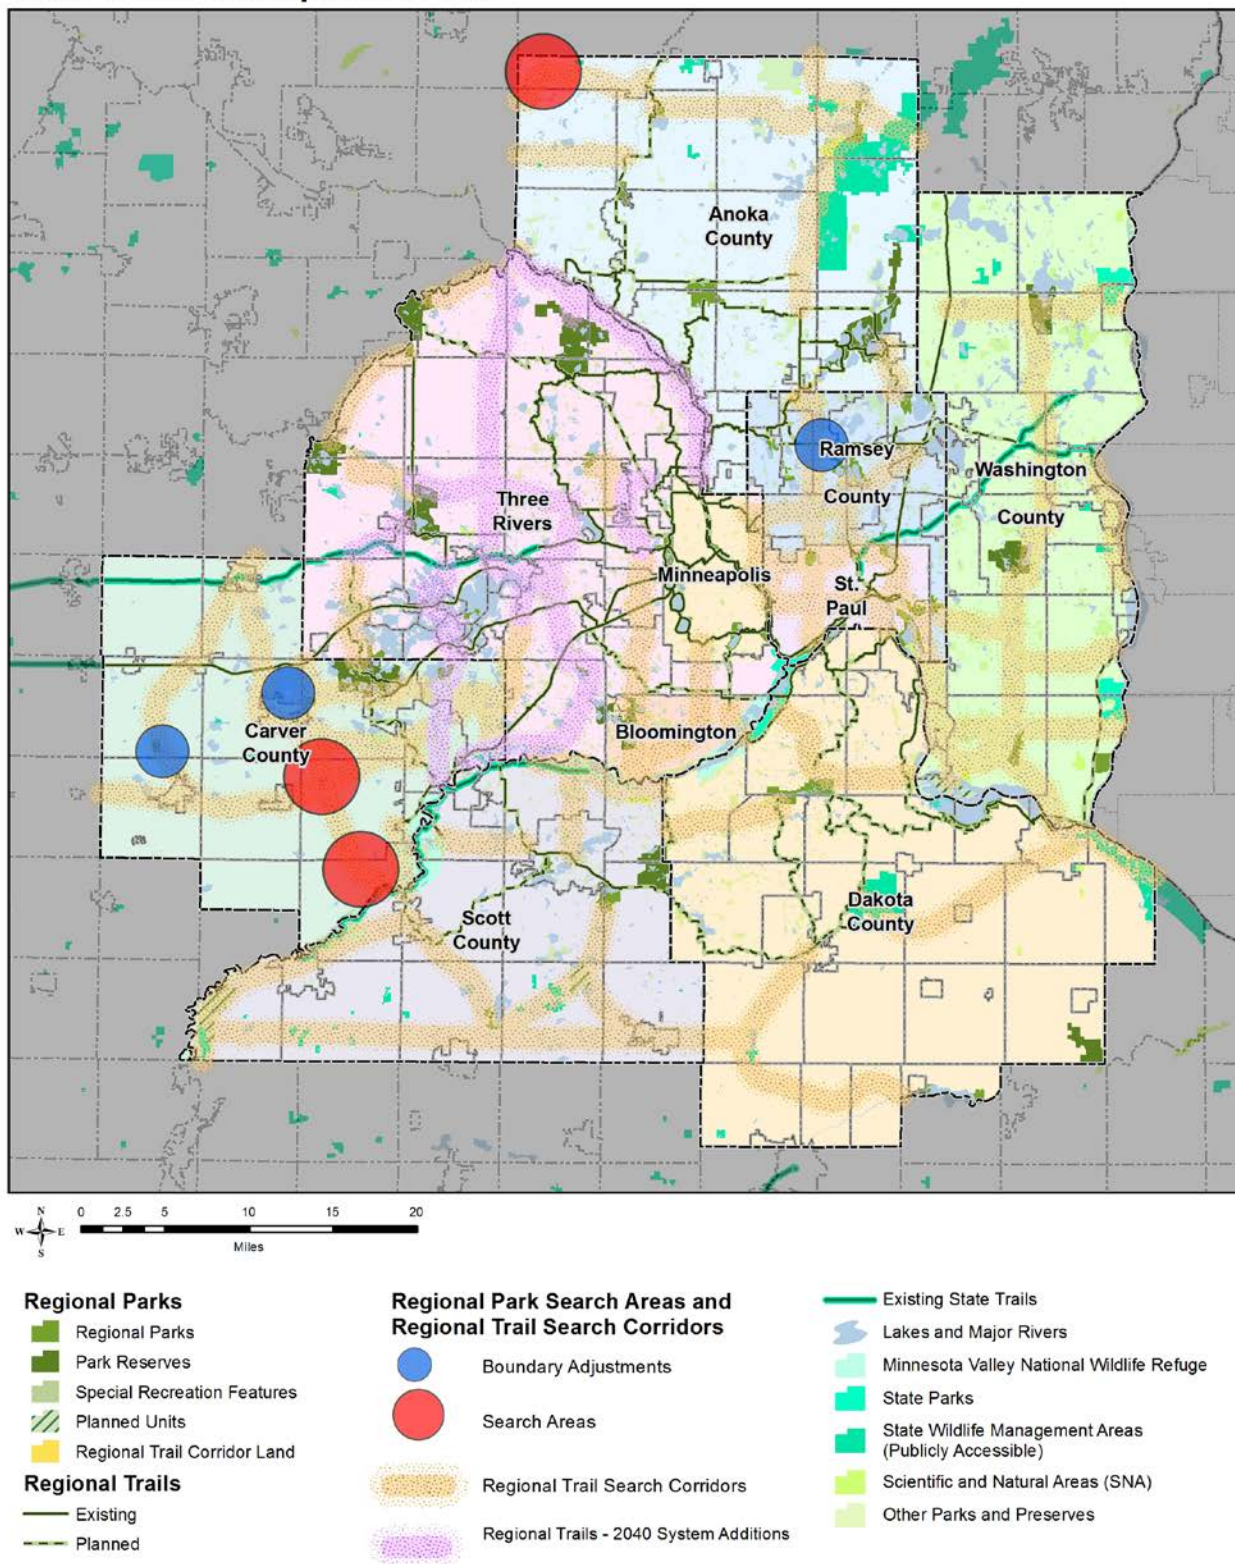 Anoka
County
Ramsey
County
Washington
County
Three
Rivers
Minneapolis
St.
Paul
Carver
County
Bloomington
Scott
County
Dakota
County
N
W E
S
0 2.5 5 10 15 20
Miles
Regional Parks
Regional Parks
Park Reserves
Special Recreation Features
Planned Units
Regional Trail Corridor Land
Regional Trails
Existing
Planned
Regional Park Search Areas and
Regional Trail Search Corridors
Boundary Adjustments
Search Areas
Regional Trail Search Corridors
Regional Trails - 2040 System Additions
Existing State Trails
Lakes and Major Rivers
Minnesota Valley National Wildlife Refuge
State Parks
State Wildlife Management Areas
(Publicly Accessible)
Scientific and Natural Areas (SNA)
Other Parks and Preserves